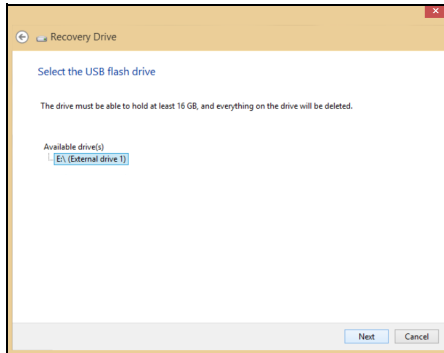 Recovery Drive
Select the USB flash drive
The drive must be able to hold at least 16 GB, and everything on the drive will be deleted.
Available drive(s)
E:\ (External drive 1)
Next Cancel